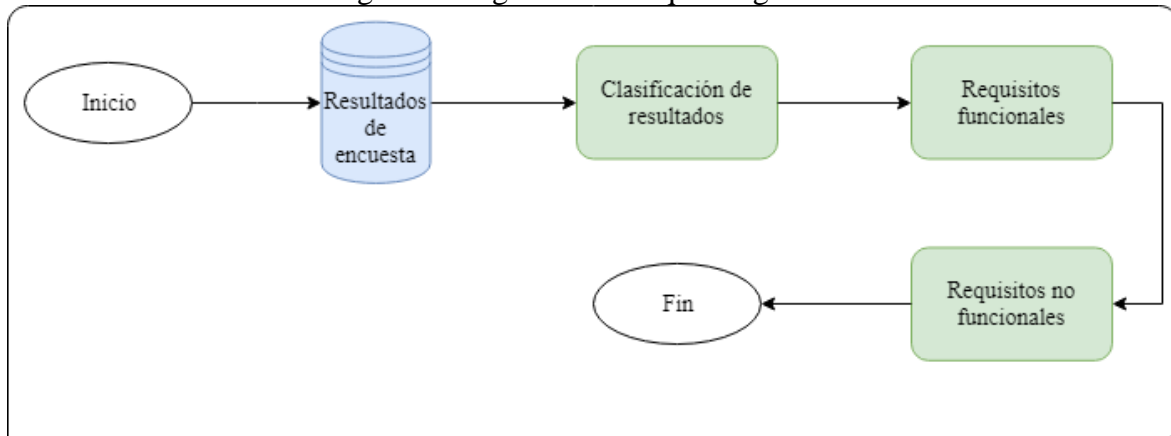 Inicio
Resultados
de
encuesta
Clasificación de
resultados
Requisitos
funcionales
Requisitos no
funcionales
Fin